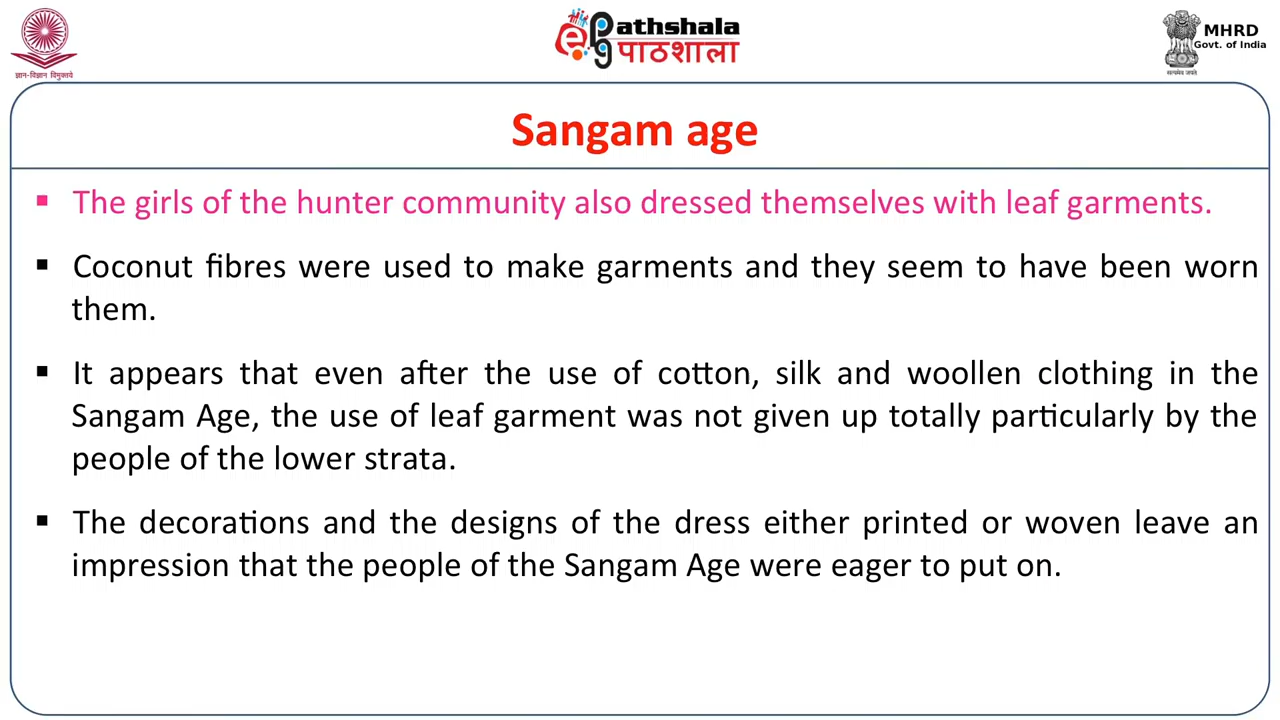 ज्ञान-विज्ञान विमुक्तये
ePathshala
पाठशाला
MHRD
Govt. of India
सत्यमेव जयते
Sangam age
▪ The girls of the hunter community also dressed themselves with leaf garments.
▪ Coconut fibres were used to make garments and they seem to have been worn
them.
▪ It appears that even after the use of cotton, silk and woollen clothing in the
Sangam Age, the use of leaf garment was not given up totally particularly by the
people of the lower strata.
▪ The decorations and the designs of the dress either printed or woven leave an
impression that the people of the Sangam Age were eager to put on.